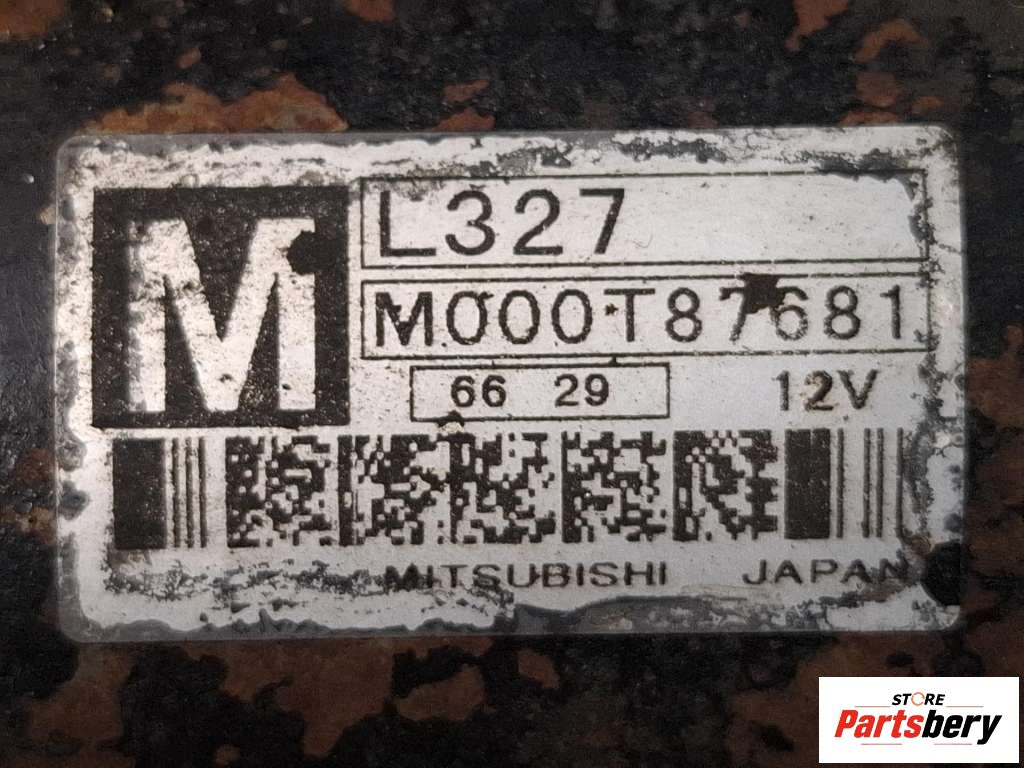 M
L327
M000T87681
66 29
12V
MITSUBISHI JAPAN
STORE
Partsbery